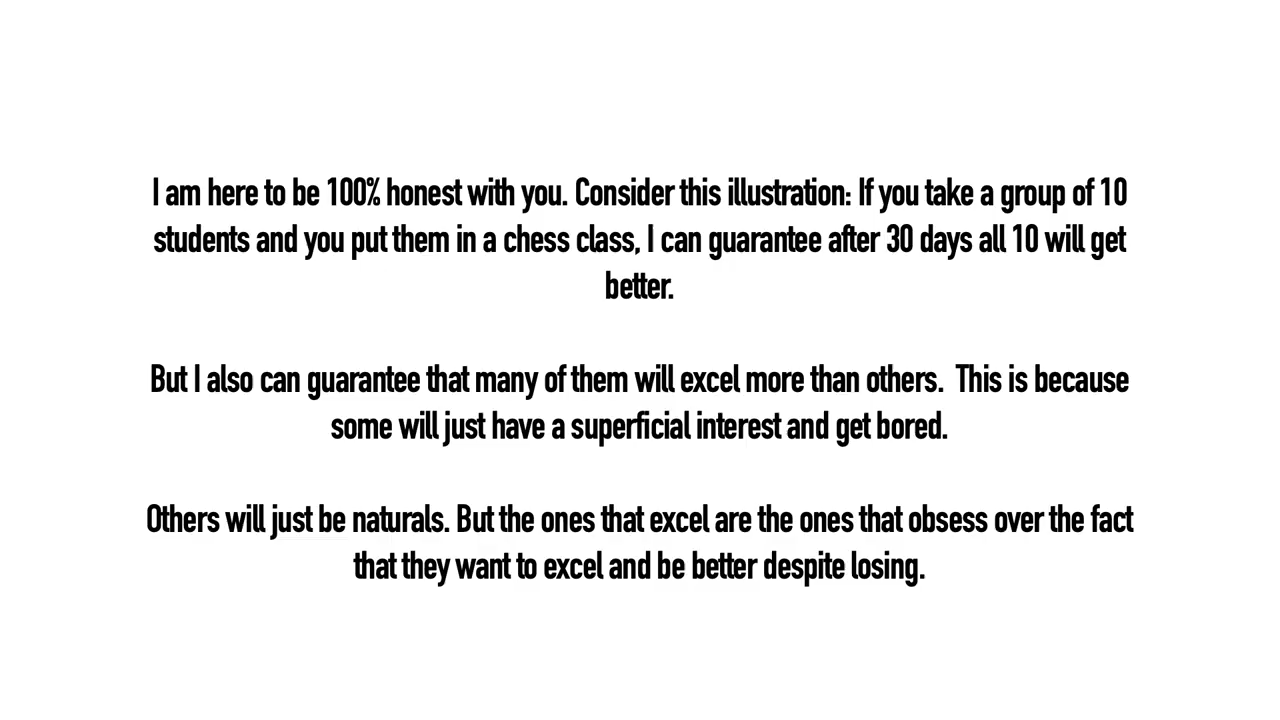 I am here to be 100% honest with you. Consider this illustration: If you take a group of 10
students and you put them in a chess class, I can guarantee after 30 days all 10 will get
better.
But I also can guarantee that many of them will excel more than others.  This is because
some will just have a superficial interest and get bored.
Others will just be naturals. But the ones that excel are the ones that obsess over the fact
that they want to excel and be better despite losing.